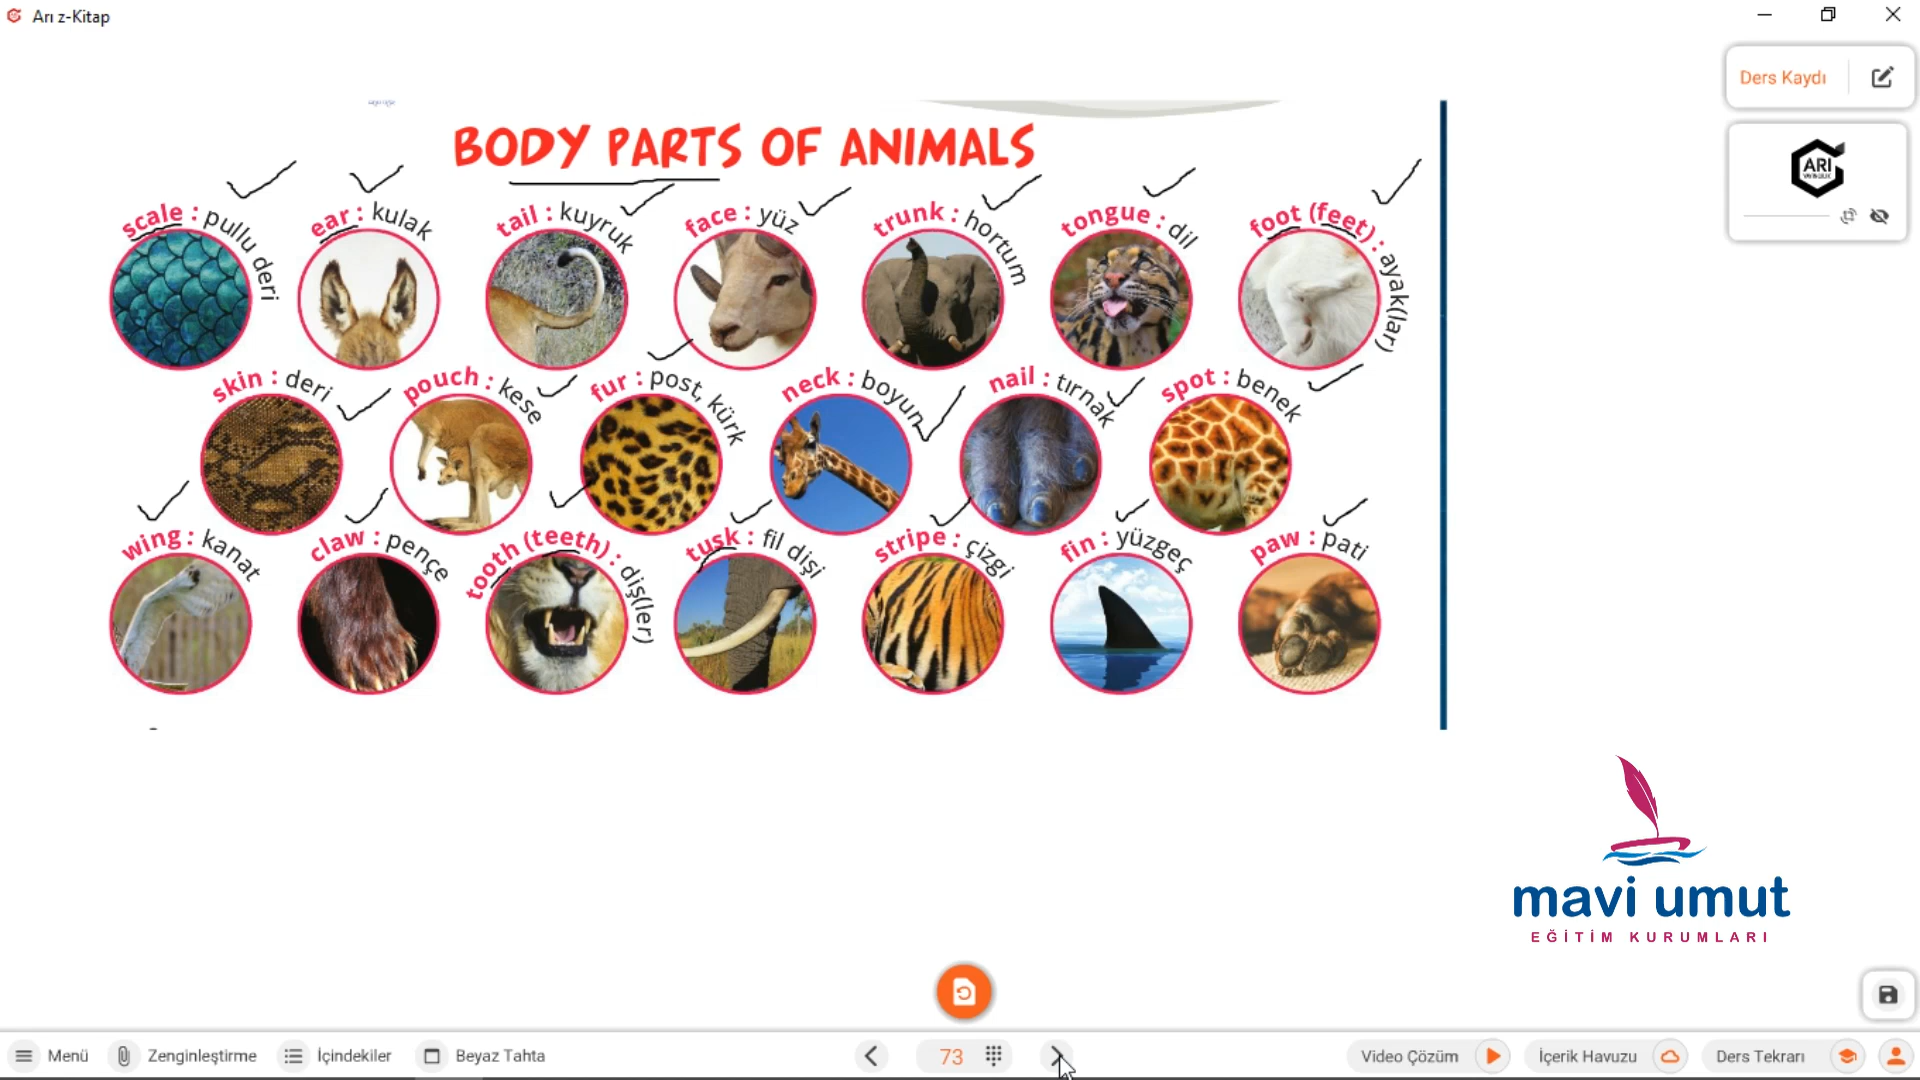 Arı z-Kitap
Ders Kaydı
ARI
BODY PARTS OF ANIMALS
scale : pullu deri
ear : kulak
tail : kuyruk
face : yüz
trunk : hortum
tongue : dil
foot (feet) : ayak(lar)
skin : deri
pouch : kese
fur : post, kürk
neck : boyun
nail : tırnak
spot : benek
wing : kanat
claw : pençe
tooth (teeth) : diş(ler)
tusk : fil dişi
stripe : çizgi
fin : yüzgeç
paw : pati
mavi umut
EĞİTİM KURUMLARI
Menü Zenginleştirme İçindekiler Beyaz Tahta 73 Video Çözüm İçerik Havuzu Ders Tekrarı